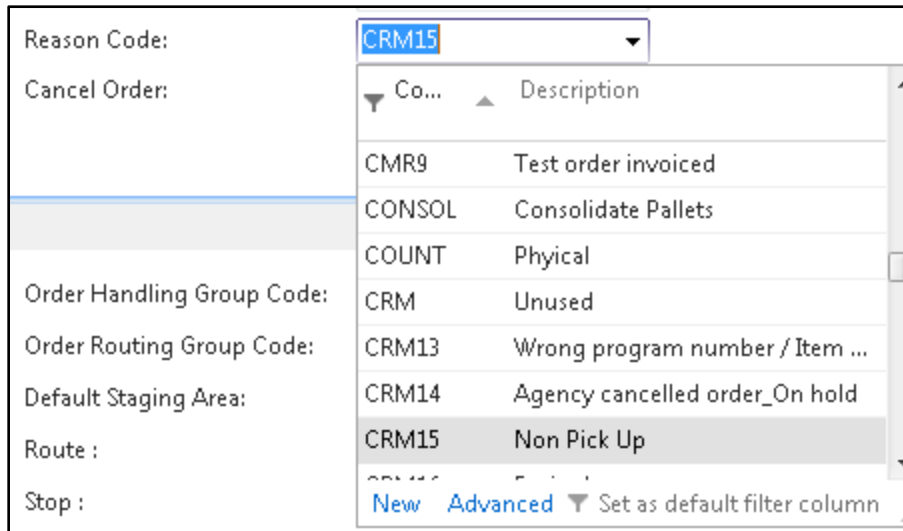 Reason Code: CRM15
Cancel Order: Co... Description
CMR9 Test order invoiced
CONSOL Consolidate Pallets
COUNT Phyical
Order Handling Group Code: CRM Unused
Order Routing Group Code: CRM13 Wrong program number / Item ...
Default Staging Area: CRM14 Agency cancelled order_On hold
Route : CRM15 Non Pick Up
Stop : New Advanced Set as default filter column